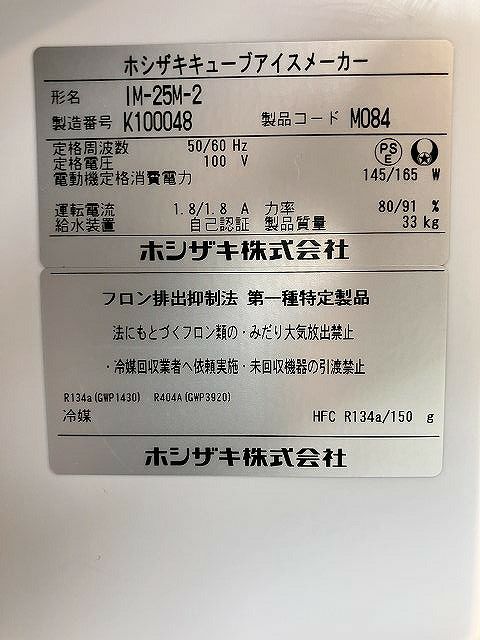 ホシザキキューブアイスメーカー
形名 IM-25M-2
製造番号 K100048 製品コード M084
定格周波数 50/60 Hz
定格電圧 100 V
電動機定格消費電力 145/165 W
PS E
運転電流 1.8/1.8 A 力率 80/91 %
給水装置 自己認証 製品質量 33 kg
ホシザキ株式会社
フロン排出抑制法 第一種特定製品
法にもとづくフロン類の・みだり大気放出禁止
・冷媒回収業者へ依頼実施・未回収機器の引渡禁止
R134a(GWP1430) R404A(GWP3920)
冷媒 HFC R134a/150 g
ホシザキ株式会社